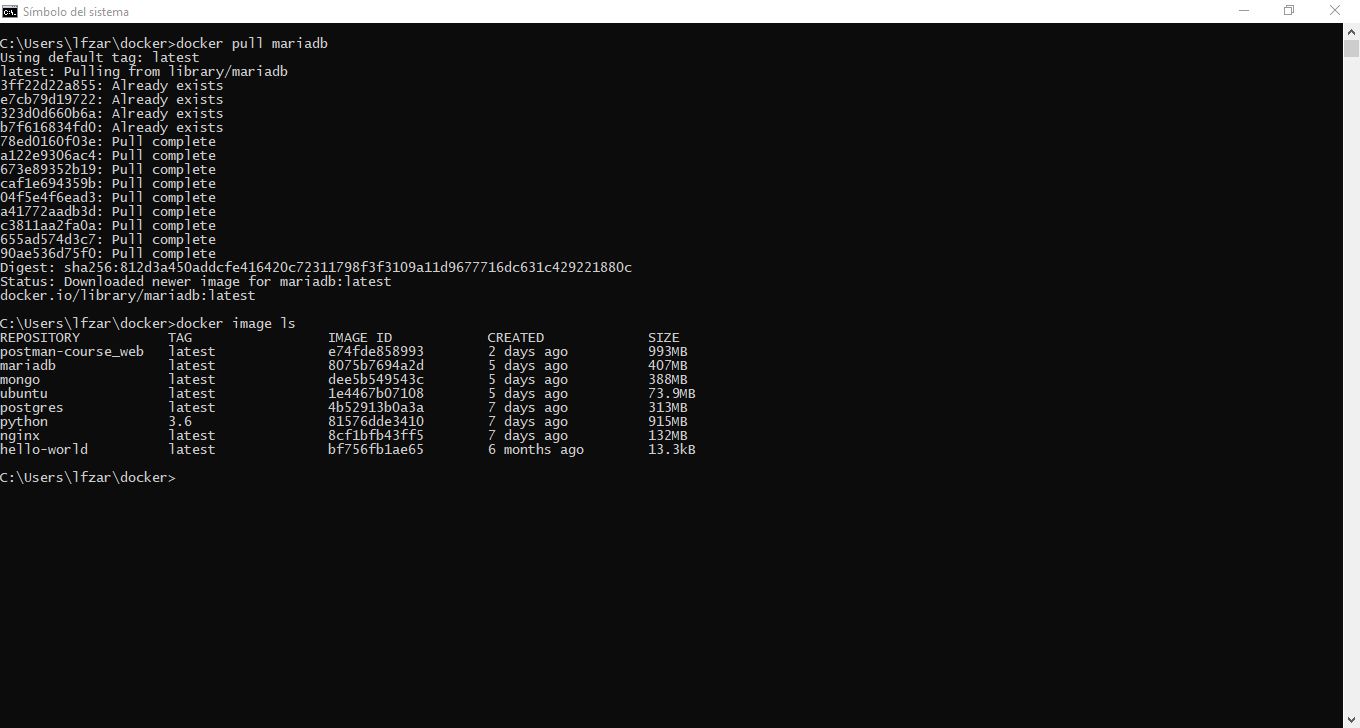 Símbolo del sistema
C:\Users\lfzar\docker>docker pull mariadb
Using default tag: latest
latest: Pulling from library/mariadb
3ff22d22a855: Already exists
e7cb79d19722: Already exists
323d0d660b6a: Already exists
b7f616834fd0: Already exists
78ed0160f03e: Pull complete
a122e9306ac4: Pull complete
673e89352b19: Pull complete
caf1e694359b: Pull complete
04f5e4f6ead3: Pull complete
a41772aadb3d: Pull complete
c3811aa2fa0a: Pull complete
655ad574d3c7: Pull complete
90ae536d75f0: Pull complete
Digest: sha256:812d3a450addcfe416420c72311798f3f3109a11d9677716dc631c429221880c
Status: Downloaded newer image for mariadb:latest
docker.io/library/mariadb:latest
C:\Users\lfzar\docker>docker image ls
REPOSITORY TAG IMAGE ID CREATED SIZE
postman-course_web latest e74fde858993 2 days ago 993MB
mariadb latest 8075b7694a2d 5 days ago 407MB
mongo latest dee5b549543c 5 days ago 388MB
ubuntu latest 1e4467b07108 5 days ago 73.9MB
postgres latest 4b52913b0a3a 7 days ago 313MB
python 3.6 81576dde3410 7 days ago 915MB
nginx latest 8cf1bfb43ff5 7 days ago 132MB
hello-world latest bf756fb1ae65 6 months ago 13.3kB
C:\Users\lfzar\docker>